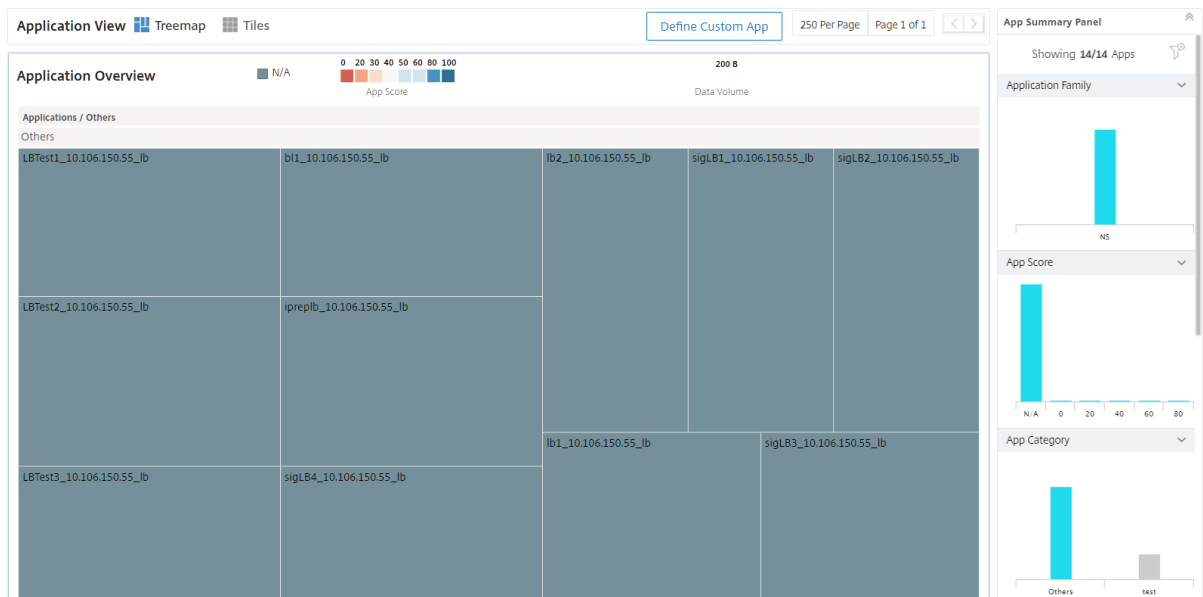 Application View Treemap Tiles Define Custom App 250 Per Page Page 1 of 1
Application Overview
N/A
0 20 30 40 50 60 80 100
App Score
200 B
Data Volume
Applications / Others
Others
LBTest1_10.106.150.55_lb
bl1_10.106.150.55_lb
lb2_10.106.150.55_lb
sigLB1_10.106.150.55_lb
sigLB2_10.106.150.55_lb
LBTest2_10.106.150.55_lb
ipreplb_10.106.150.55_lb
lb1_10.106.150.55_lb
sigLB3_10.106.150.55_lb
LBTest3_10.106.150.55_lb
sigLB4_10.106.150.55_lb
App Summary Panel
Showing 14/14 Apps
Application Family
NS
App Score
N/A 0 20 40 60 80
App Category
Others test